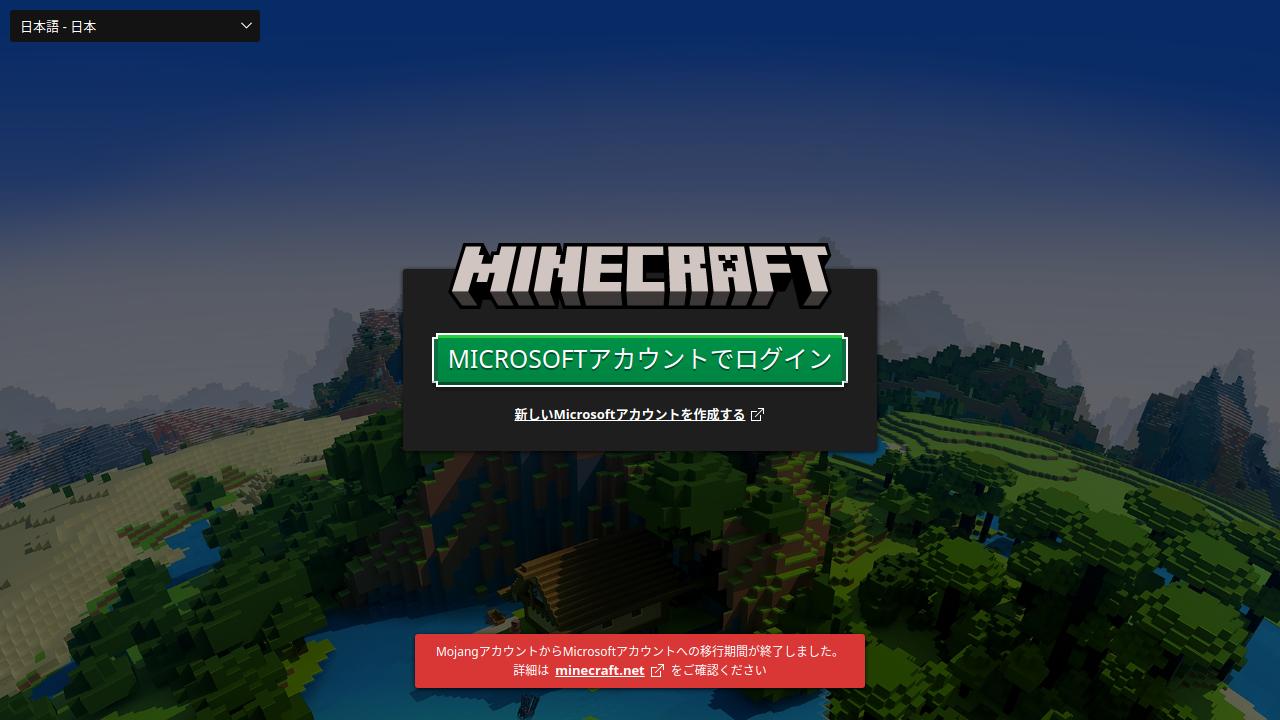 日本語 - 日本
MINECRAFT
MICROSOFTアカウントでログイン
新しいMicrosoftアカウントを作成する
MojangアカウントからMicrosoftアカウントへの移行期間が終了しました。
詳細は minecraft.net をご確認ください